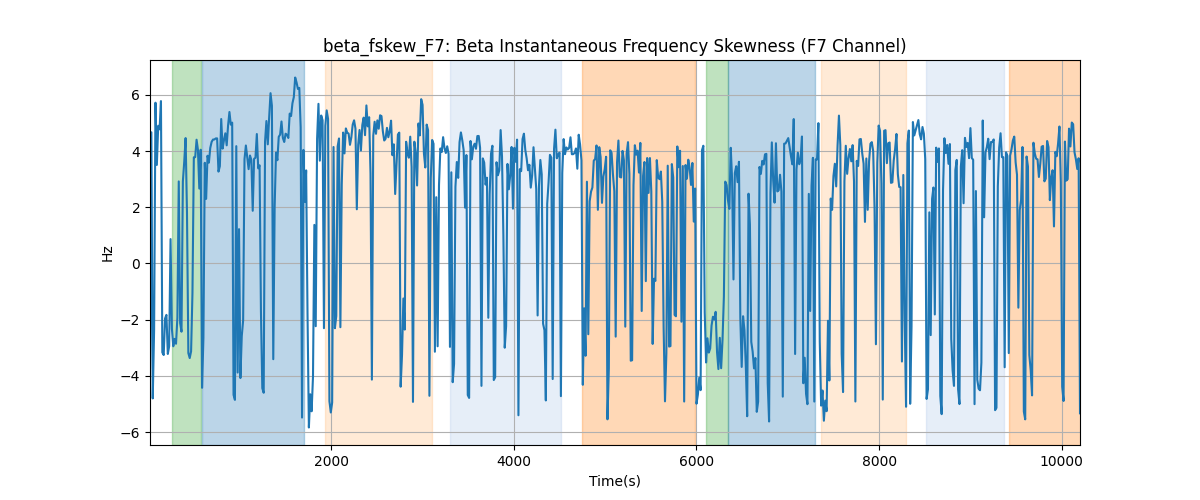 beta_fskew_F7: Beta Instantaneous Frequency Skewness (F7 Channel)
6
4
2
0
−2
−4
−6
Hz
2000 4000 6000 8000 10000
Time(s)